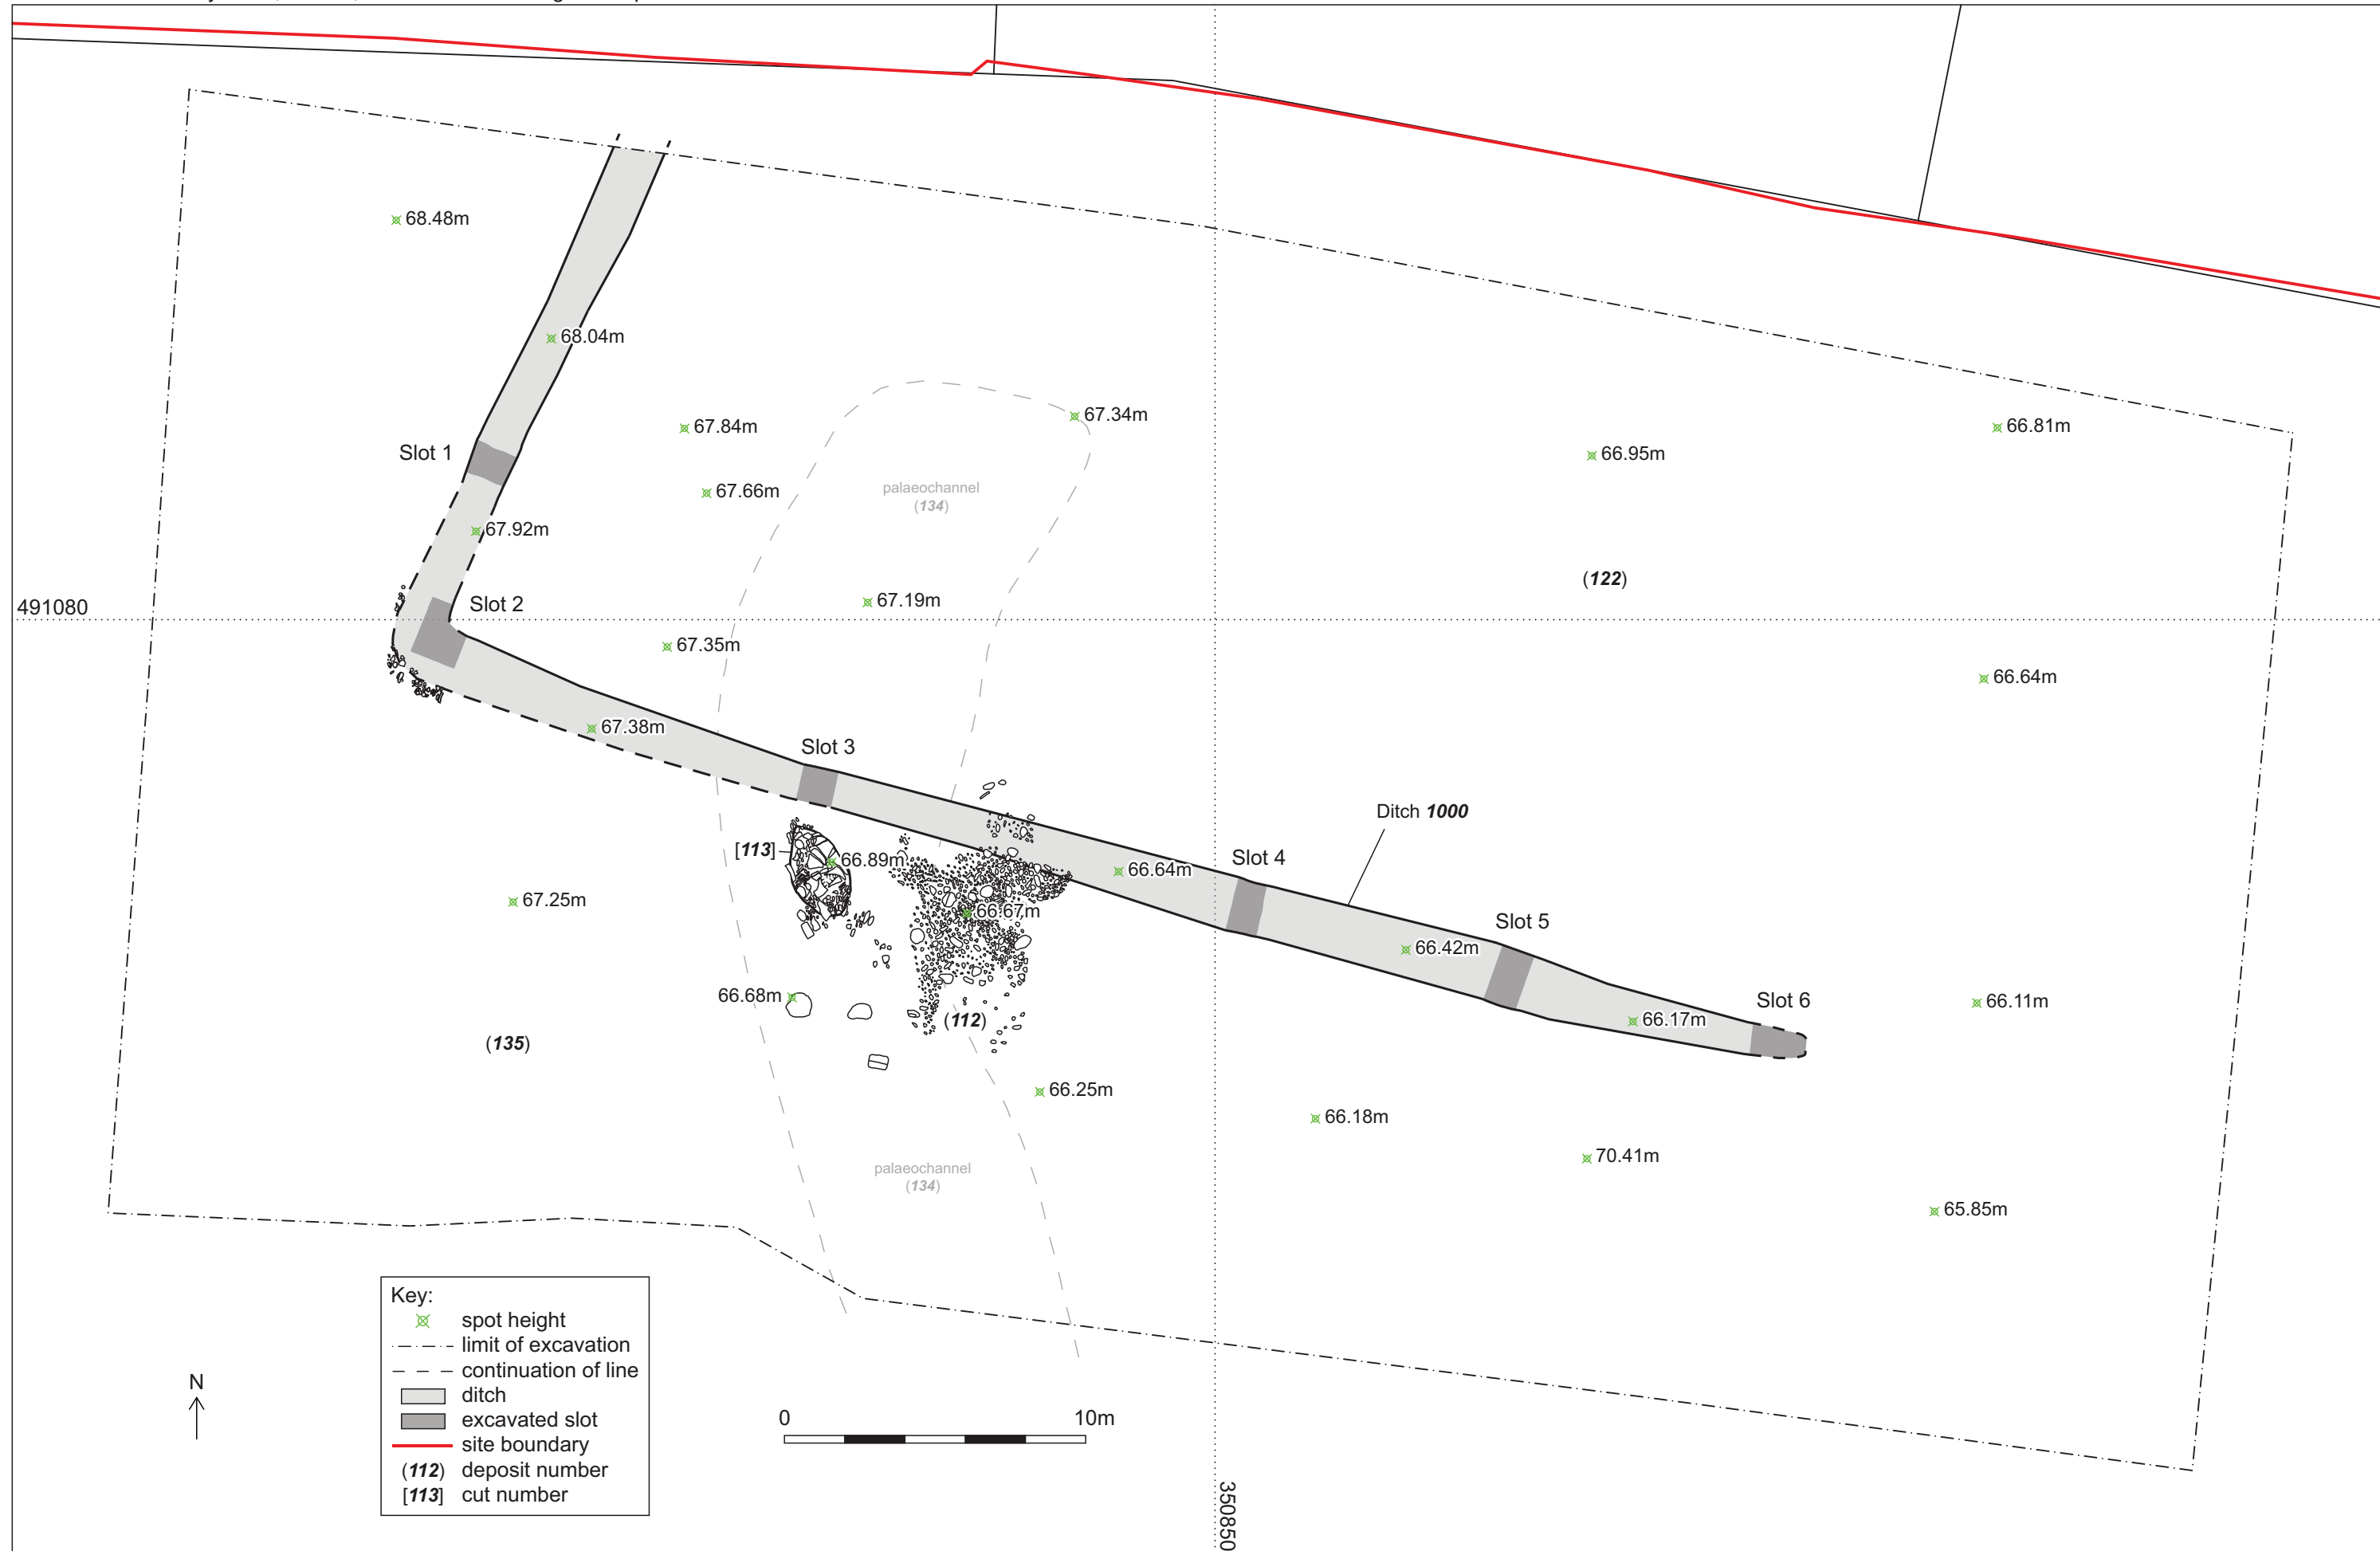 68.48m
68.04m
67.84m
67.34m
66.81m
Slot 1
66.95m
67.66m
palaeochannel
(134)
67.92m
(122)
491080
Slot 2
67.19m
67.35m
66.64m
67.38m
Slot 3
Ditch 1000
[113]
66.89m
66.64m
Slot 4
67.25m
66.67m
Slot 5
66.42m
66.68m
Slot 6
66.11m
(112)
66.17m
(135)
66.25m
66.18m
70.41m
palaeochannel
(134)
65.85m
Key:
spot height
limit of excavation
continuation of line
ditch
excavated slot
site boundary
(112) deposit number
[113] cut number
N
0 10m
350850